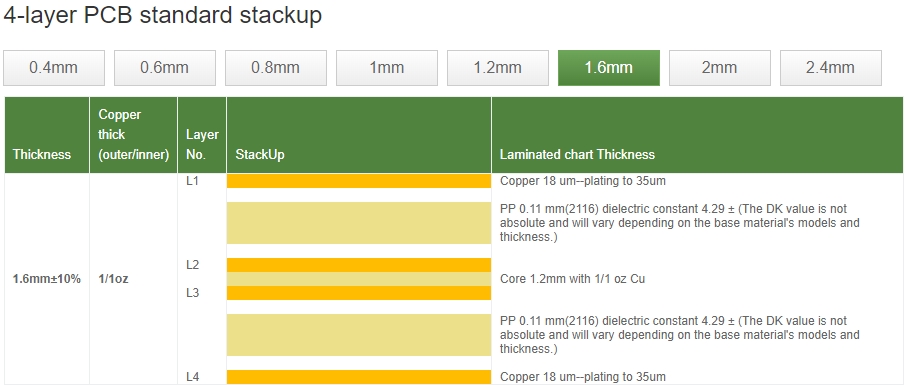 4-layer PCB standard stackup
0.4mm 0.6mm 0.8mm 1mm 1.2mm 1.6mm 2mm 2.4mm
Thickness
Copper
thick
(outer/inner)
Layer
No.
StackUp
Laminated chart Thickness
1.6mm±10%
1/1oz
L1
Copper 18 um--plating to 35um
PP 0.11 mm(2116) dielectric constant 4.29 ± (The DK value is not
absolute and will vary depending on the base material's models and
thickness.)
L2
Core 1.2mm with 1/1 oz Cu
L3
PP 0.11 mm(2116) dielectric constant 4.29 ± (The DK value is not
absolute and will vary depending on the base material's models and
thickness.)
L4
Copper 18 um--plating to 35um